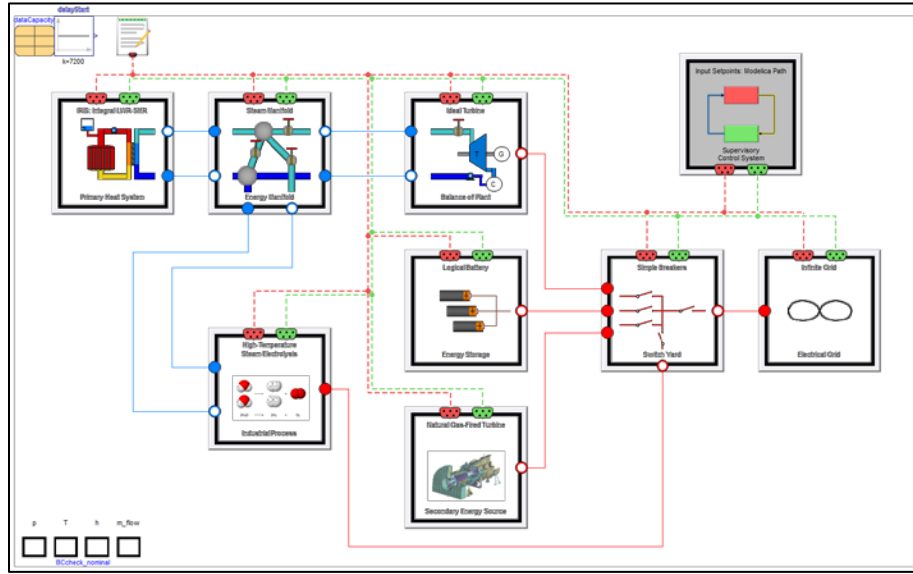 delayStart
dataCapacity
k=7200
Input Setpoints: Modelica Path
Supervisory
Control System
IRIS: Integral LWR-SMR
Primary Heat System
Steam Manifold
Energy Manifold
Ideal Turbine
T
G
C
Balance of Plant
Logical Battery
Energy Storage
Simple Breakers
Switch Yard
Infinite Grid
Electrical Grid
High-Temperature
Steam Electrolysis
Industrial Process
Natural Gas-Fired Turbine
Secondary Energy Source
p T h m_flow
BCcheck_nominal